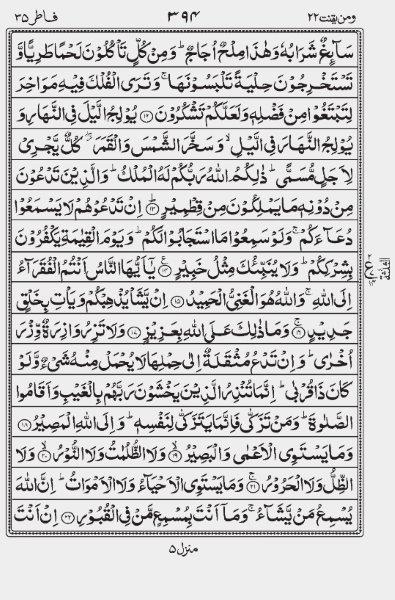 ومن یقنت ۲۲ ۳۹۴ فاطر ۳۵
سَآئِغٌ شَرَابُهٗ وَهٰذَا مِلْحٌ اُجَاجٌ ؕ وَمِنْ كُلٍّ تَاْكُلُوْنَ لَحْمًا طَرِيًّا وَّ
تَسْتَخْرِجُوْنَ حِلْيَةً تَلْبَسُوْنَهَا ۚ وَتَرَى الْفُلْكَ فِيْهِ مَوَاخِرَ
لِتَبْتَغُوْا مِنْ فَضْلِهٖ وَلَعَلَّكُمْ تَشْكُرُوْنَ ﴿۱۲﴾ يُوْلِجُ الَّيْلَ فِي النَّهَارِ وَ
يُوْلِجُ النَّهَارَ فِي الَّيْلِ ۙ وَسَخَّرَ الشَّمْسَ وَالْقَمَرَ ۖ كُلٌّ يَّجْرِيْ
لِاَجَلٍ مُّسَمًّى ؕ ذٰلِكُمُ اللّٰهُ رَبُّكُمْ لَهُ الْمُلْكُ ؕ وَالَّذِيْنَ تَدْعُوْنَ
مِنْ دُوْنِهٖ مَا يَمْلِكُوْنَ مِنْ قِطْمِيْرٍ ﴿۱۳﴾ اِنْ تَدْعُوْهُمْ لَا يَسْمَعُوْا
دُعَآءَكُمْ ۚ وَلَوْ سَمِعُوْا مَا اسْتَجَابُوْا لَكُمْ ؕ وَيَوْمَ الْقِيٰمَةِ يَكْفُرُوْنَ
بِشِرْكِكُمْ ؕ وَلَا يُنَبِّئُكَ مِثْلُ خَبِيْرٍ ﴿۱۴﴾ يٰۤاَيُّهَا النَّاسُ اَنْتُمُ الْفُقَرَآءُ
اِلَى اللّٰهِ ۚ وَاللّٰهُ هُوَ الْغَنِيُّ الْحَمِيْدُ ﴿۱۵﴾ اِنْ يَّشَاْ يُذْهِبْكُمْ وَيَاْتِ بِخَلْقٍ
جَدِيْدٍ ﴿۱۶﴾ وَمَا ذٰلِكَ عَلَى اللّٰهِ بِعَزِيْزٍ ﴿۱۷﴾ وَلَا تَزِرُ وَازِرَةٌ وِّزْرَ
اُخْرٰى ؕ وَاِنْ تَدْعُ مُثْقَلَةٌ اِلٰى حِمْلِهَا لَا يُحْمَلْ مِنْهُ شَيْءٌ وَّلَوْ
كَانَ ذَا قُرْبٰى ؕ اِنَّمَا تُنْذِرُ الَّذِيْنَ يَخْشَوْنَ رَبَّهُمْ بِالْغَيْبِ وَاَقَامُوا
الصَّلٰوةَ ؕ وَمَنْ تَزَكّٰى فَاِنَّمَا يَتَزَكّٰى لِنَفْسِهٖ ؕ وَاِلَى اللّٰهِ الْمَصِيْرُ ﴿۱۸﴾
وَمَا يَسْتَوِي الْاَعْمٰى وَالْبَصِيْرُ ﴿۱۹﴾ وَلَا الظُّلُمٰتُ وَلَا النُّوْرُ ﴿۲۰﴾ وَلَا
الظِّلُّ وَلَا الْحَرُوْرُ ﴿۲۱﴾ وَمَا يَسْتَوِي الْاَحْيَآءُ وَلَا الْاَمْوَاتُ ؕ اِنَّ اللّٰهَ
يُسْمِعُ مَنْ يَّشَآءُ ۚ وَمَاۤ اَنْتَ بِمُسْمِعٍ مَّنْ فِي الْقُبُوْرِ ﴿۲۲﴾ اِنْ اَنْتَ
منزل ۵